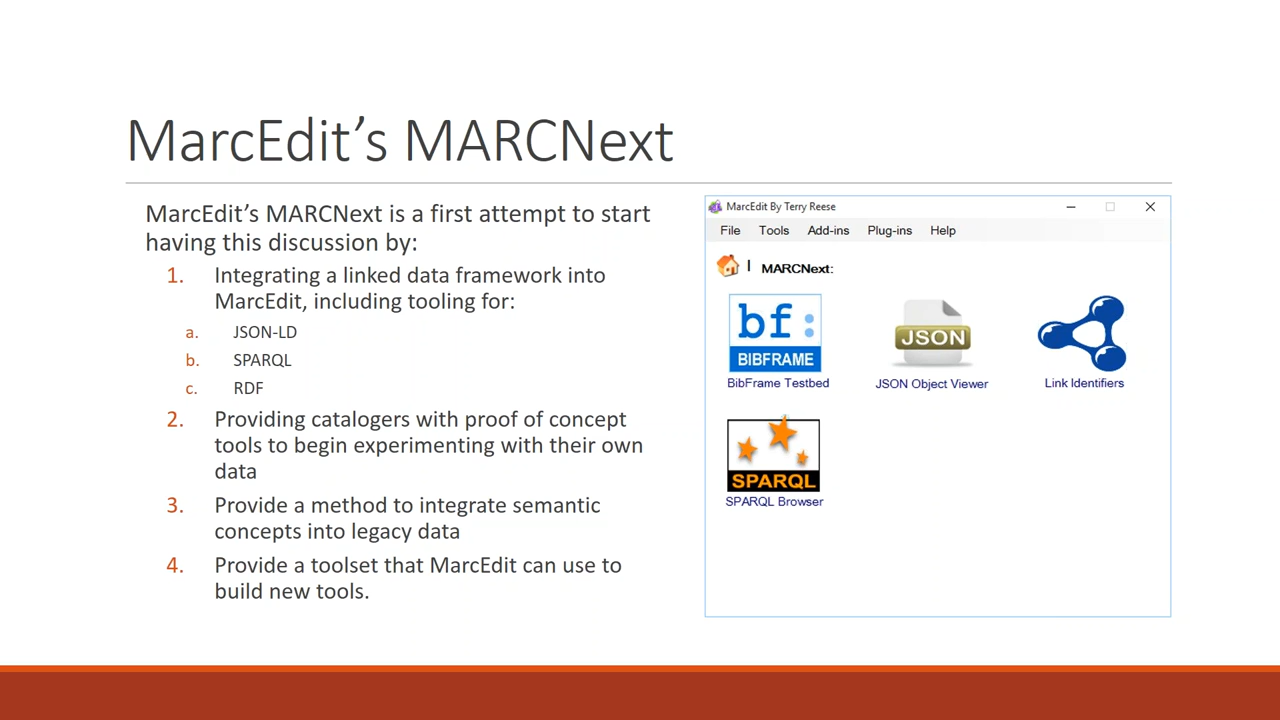 MarcEdit’s MARCNext
MarcEdit’s MARCNext is a first attempt to start
having this discussion by:
1. Integrating a linked data framework into
MarcEdit, including tooling for:
a. JSON-LD
b. SPARQL
c. RDF
2. Providing catalogers with proof of concept
tools to begin experimenting with their own
data
3. Provide a method to integrate semantic
concepts into legacy data
4. Provide a toolset that MarcEdit can use to
build new tools.
MarcEdit By Terry Reese
File Tools Add-ins Plug-ins Help
MARCNext:
bf:
BIBFRAME
JSON
BibFrame Testbed
JSON Object Viewer
Link Identifiers
SPARQL
SPARQL Browser